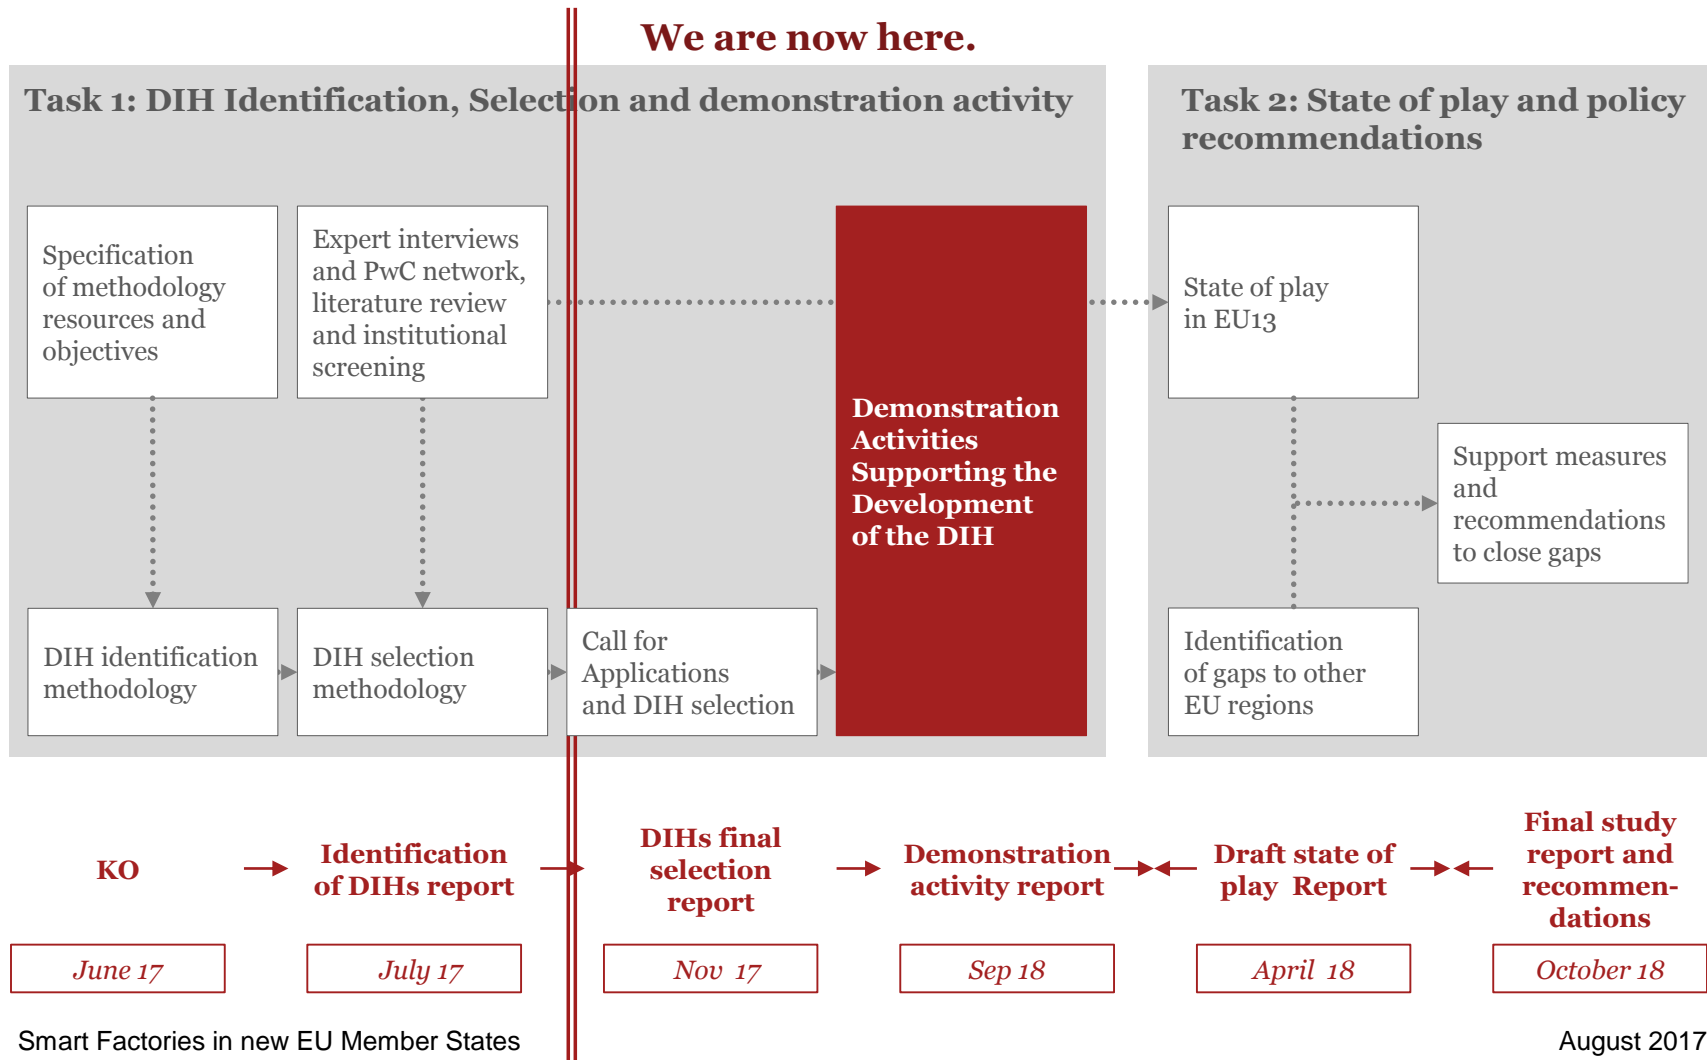 We are now here.
Task 1: DIH Identification, Selection and demonstration activity
Task 2: State of play and policy
recommendations
Specification
of methodology
resources and
objectives
Expert interviews
and PwC network,
literature review
and institutional
screening
Demonstration
Activities
Supporting the
Development
of the DIH
State of play
in EU13
Support measures
and
recommendations
to close gaps
DIH identification
methodology
DIH selection
methodology
Call for
Applications
and DIH selection
Identification
of gaps to other
EU regions
KO
Identification
of DIHs report
DIHs final
selection
report
Demonstration
activity report
Draft state of
play Report
Final study
report and
recommen-
dations
June 17
July 17
Nov 17
Sep 18
April 18
October 18
Smart Factories in new EU Member States
August 2017